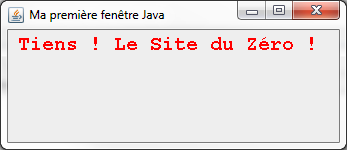 Ma première fenêtre Java
Tiens ! Le Site du Zéro !